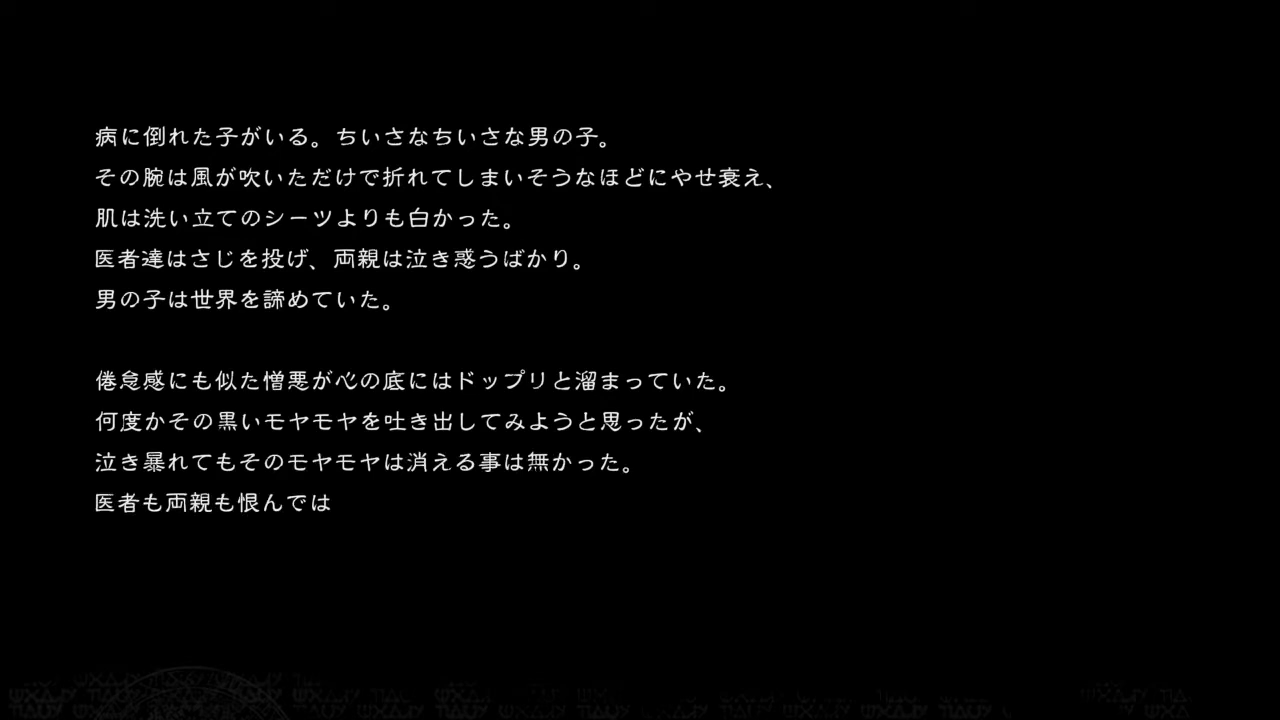 病に倒れた子がいる。ちいさなちいさな男の子。
その腕は風が吹いただけで折れてしまいそうなほどにやせ衰え、
肌は洗い立てのシーツよりも白かった。
医者達はさじを投げ、両親は泣き惑うばかり。
男の子は世界を諦めていた。
倦怠感にも似た憎悪が心の底にはドップリと溜まっていた。
何度かその黒いモヤモヤを吐き出してみようと思ったが、
泣き暴れてもそのモヤモヤは消える事は無かった。
医者も両親も恨んでは